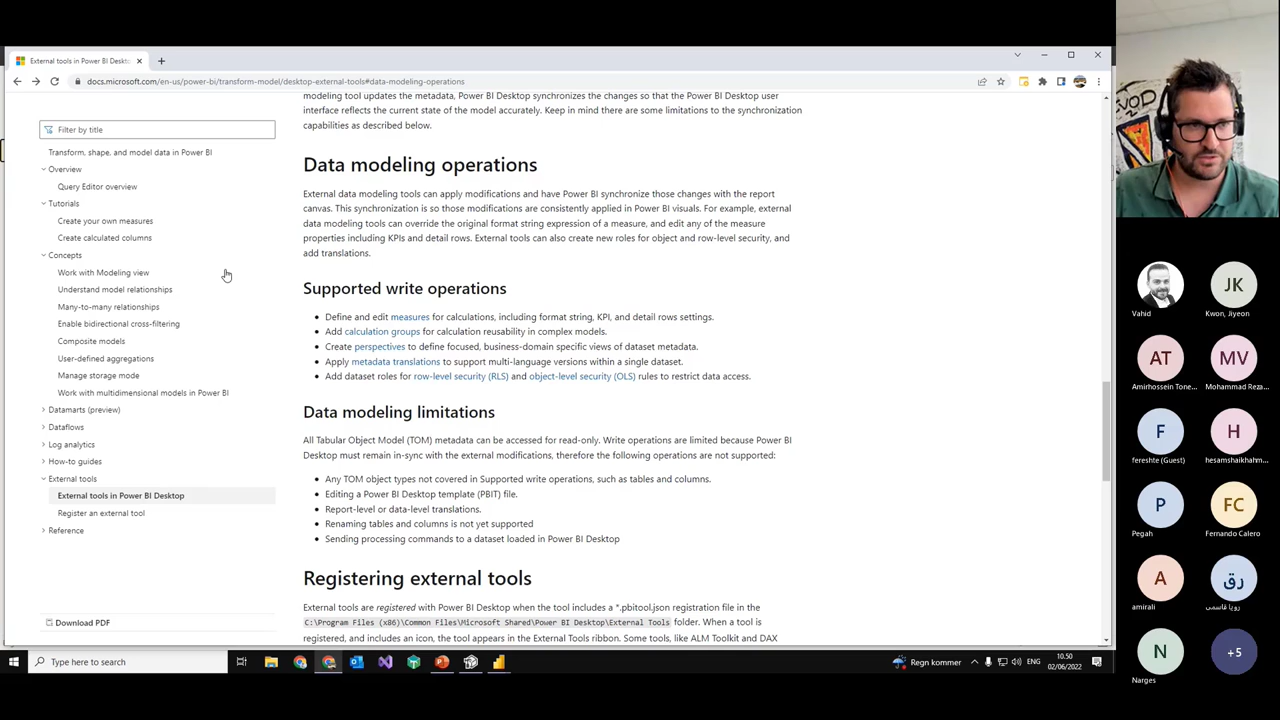 External tools in Power BI Deskto
docs.microsoft.com/en-us/power-bi/transform-model/desktop-external-tools#data-modeling-operations
Filter by title
Transform, shape, and model data in Power BI
Overview
Query Editor overview
Tutorials
Create your own measures
Create calculated columns
Concepts
Work with Modeling view
Understand model relationships
Many-to-many relationships
Enable bidirectional cross-filtering
Composite models
User-defined aggregations
Manage storage mode
Work with multidimensional models in Power BI
Datamarts (preview)
Dataflows
Log analytics
How-to guides
External tools
External tools in Power BI Desktop
Register an external tool
Reference
Download PDF
modeling tool updates the metadata, Power BI Desktop synchronizes the changes so that the Power BI Desktop user
interface reflects the current state of the model accurately. Keep in mind there are some limitations to the synchronization
capabilities as described below.
Data modeling operations
External data modeling tools can apply modifications and have Power BI synchronize those changes with the report
canvas. This synchronization is so those modifications are consistently applied in Power BI visuals. For example, external
data modeling tools can override the original format string expression of a measure, and edit any of the measure
properties including KPIs and detail rows. External tools can also create new roles for object and row-level security, and
add translations.
Supported write operations
• Define and edit measures for calculations, including format string, KPI, and detail rows settings.
• Add calculation groups for calculation reusability in complex models.
• Create perspectives to define focused, business-domain specific views of dataset metadata.
• Apply metadata translations to support multi-language versions within a single dataset.
• Add dataset roles for row-level security (RLS) and object-level security (OLS) rules to restrict data access.
Data modeling limitations
All Tabular Object Model (TOM) metadata can be accessed for read-only. Write operations are limited because Power BI
Desktop must remain in-sync with the external modifications, therefore the following operations are not supported:
• Any TOM object types not covered in Supported write operations, such as tables and columns.
• Editing a Power BI Desktop template (PBIT) file.
• Report-level or data-level translations.
• Renaming tables and columns is not yet supported
• Sending processing commands to a dataset loaded in Power BI Desktop
Registering external tools
External tools are registered with Power BI Desktop when the tool includes a *.pbitool.json registration file in the
C:\Program Files (x86)\Common Files\Microsoft Shared\Power BI Desktop\External Tools folder. When a tool is
registered, and includes an icon, the tool appears in the External Tools ribbon. Some tools, like ALM Toolkit and DAX
Type here to search
Regn kommer
ENG
10.50
02/06/2022
Vahid
JK
Kwon, Jiyeon
AT
Amirhossein Tone...
MV
Mohammad Reza...
F
fereshte (Guest)
H
hesamshaikhahm...
P
Pegah
FC
Fernando Calero
A
amirali
رق
رویا قاسمی
N
Narges
+5